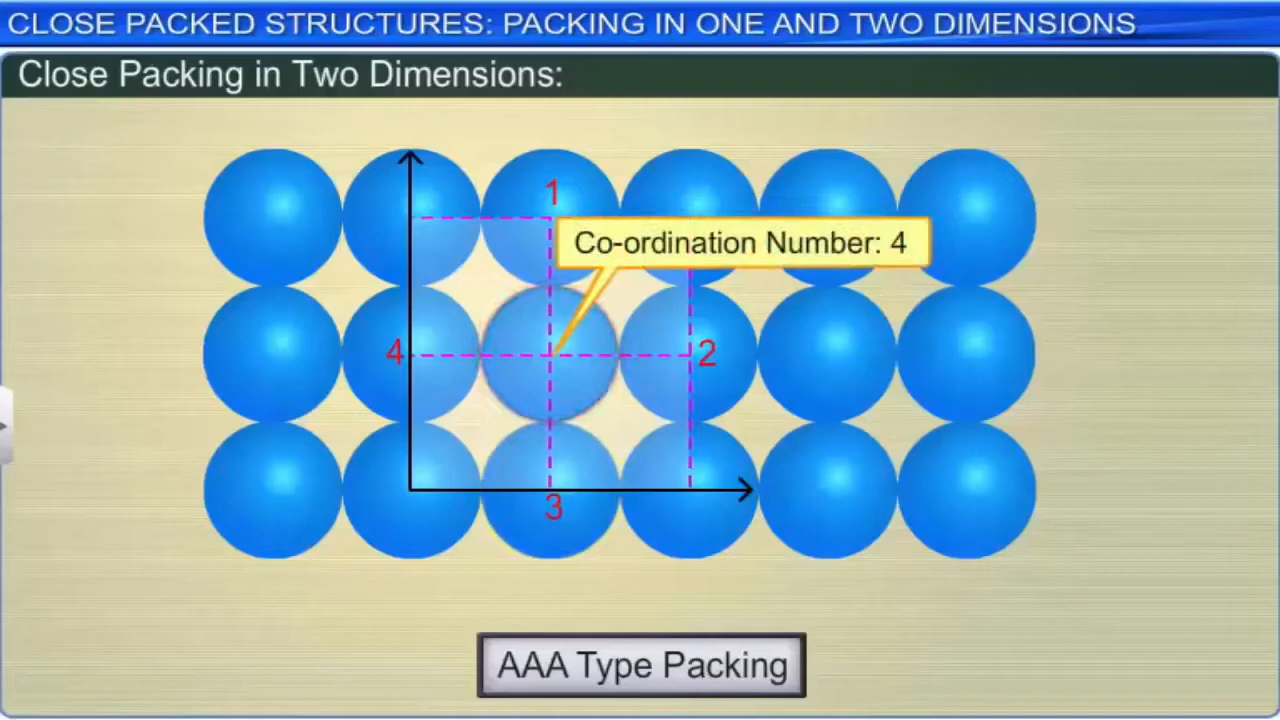 CLOSE PACKED STRUCTURES: PACKING IN ONE AND TWO DIMENSIONS
Close Packing in Two Dimensions:
1
Co-ordination Number: 4
4
2
3
AAA Type Packing